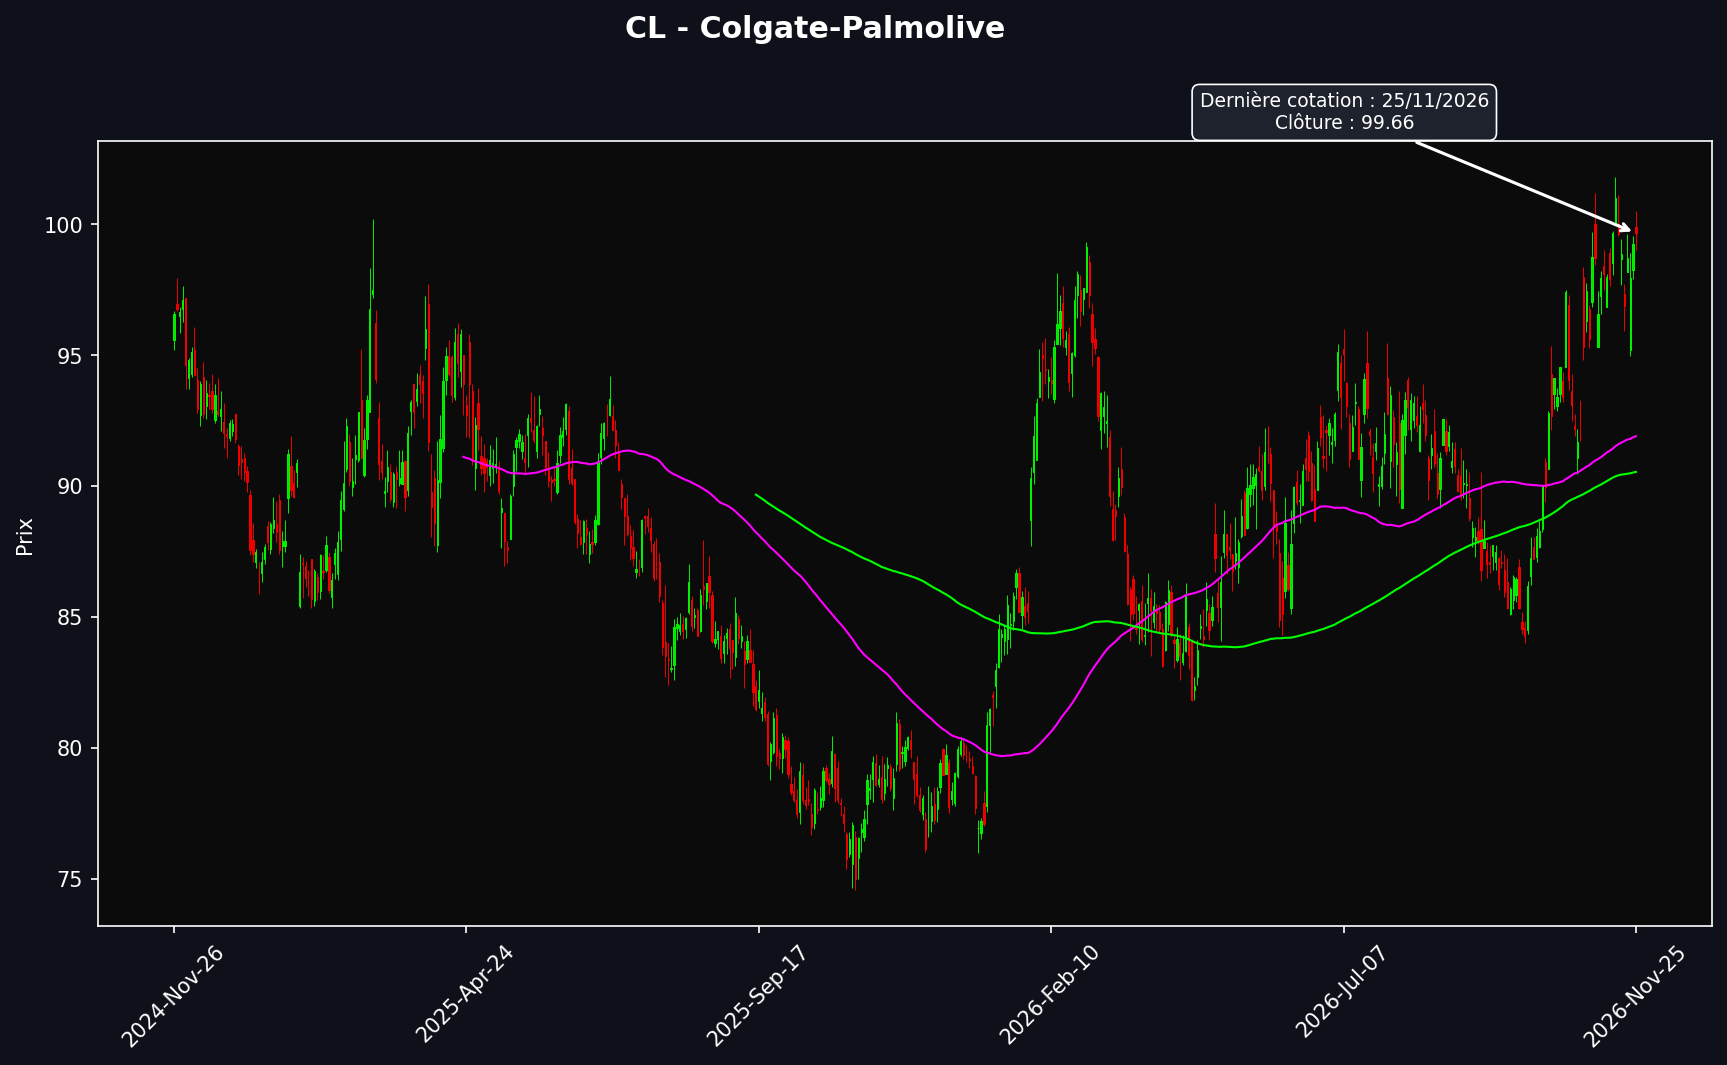 CL - Colgate-Palmolive
Dernière cotation : 25/11/2026
Clôture : 99.66
Prix
100
95
90
85
80
75
2024-Nov-26
2025-Apr-24
2025-Sep-17
2026-Feb-10
2026-Jul-07
2026-Nov-25